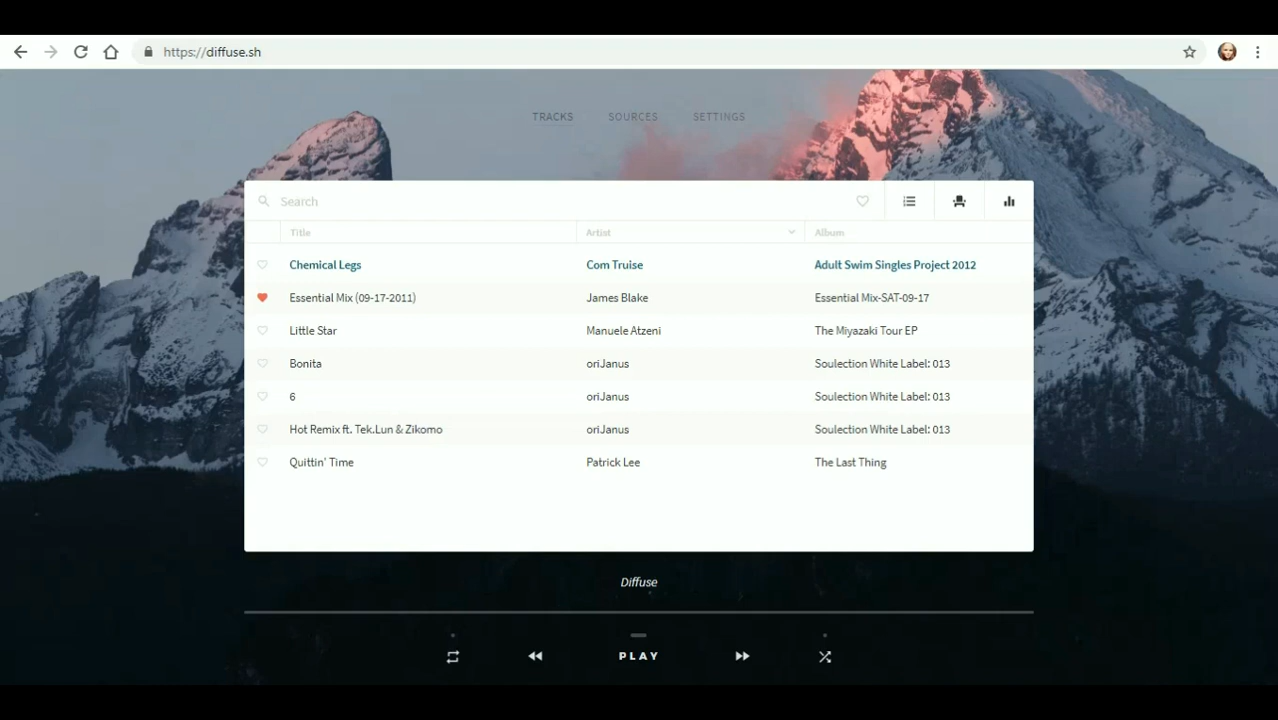 https://diffuse.sh
TRACKS SOURCES SETTINGS
Search
Title Artist Album
Chemical Legs Com Truise Adult Swim Singles Project 2012
Essential Mix (09-17-2011) James Blake Essential Mix-SAT-09-17
Little Star Manuele Atzeni The Miyazaki Tour EP
Bonita oriJanus Soulection White Label: 013
6 oriJanus Soulection White Label: 013
Hot Remix ft. Tek.Lun & Zikomo oriJanus Soulection White Label: 013
Quittin' Time Patrick Lee The Last Thing
Diffuse
PLAY